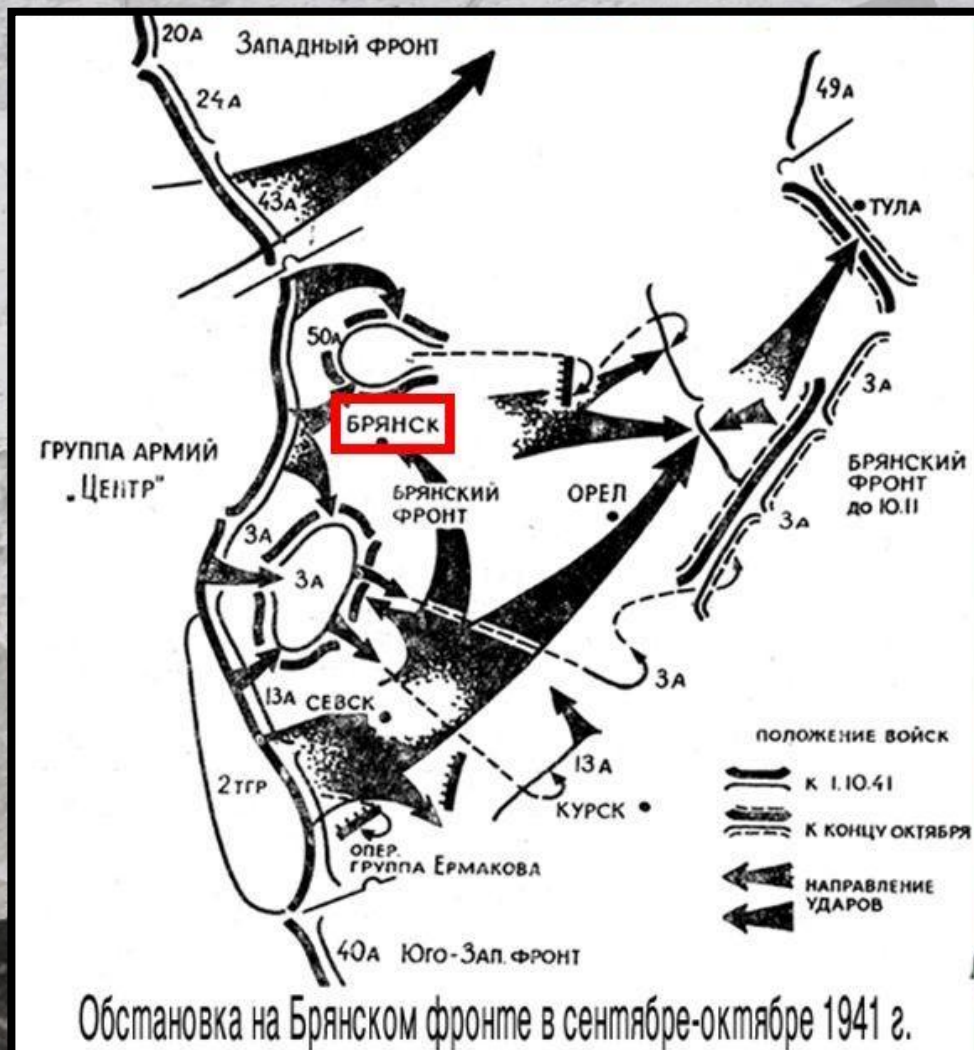 20А
ЗАПАДНЫЙ ФРОНТ
24А
43А
49А
ТУЛА
50А
БРЯНСК
ГРУППА АРМИЙ
„ЦЕНТР"
БРЯНСКИЙ
ФРОНТ
ОРЕЛ
3А
БРЯНСКИЙ
ФРОНТ
ДО 10.11
3А
3А
3А
3А
13А
СЕВСК
2 ТГР
13А
КУРСК
ОПЕР.
ГРУППА ЕРМАКОВА
40А ЮГО-ЗАП. ФРОНТ
ПОЛОЖЕНИЕ ВОЙСК
К 1.10.41
К КОНЦУ ОКТЯБРЯ
НАПРАВЛЕНИЕ
УДАРОВ
Обстановка на Брянском фронте в сентябре-октябре 1941 г.